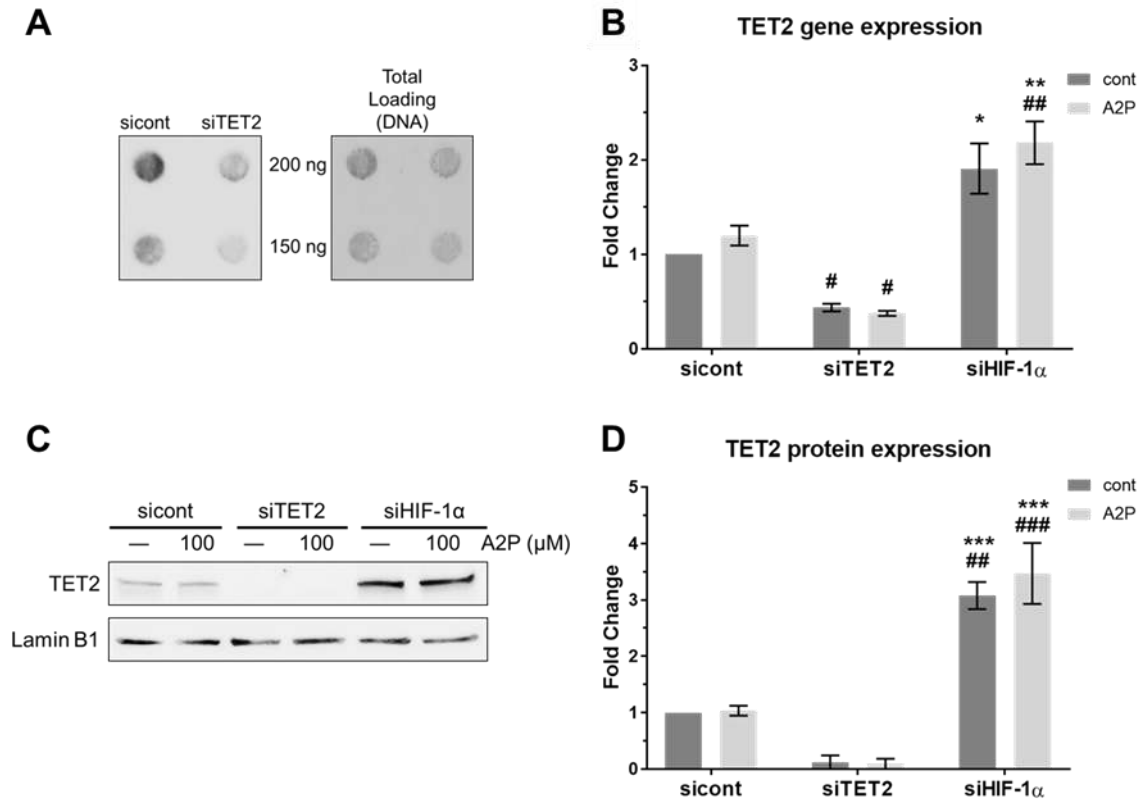 A
sicont siTET2
Total
Loading
(DNA)
200 ng
150 ng
B
TET2 gene expression
cont
A2P
Fold Change
3
2
1
0
# # * **
##
sicont siTET2 siHIF-1α
C
sicont siTET2 siHIF-1α
— 100 — 100 — 100 A2P (µM)
TET2
Lamin B1
D
TET2 protein expression
cont
A2P
Fold Change
5
4
3
2
1
0
*** ***
## ###
sicont siTET2 siHIF-1α